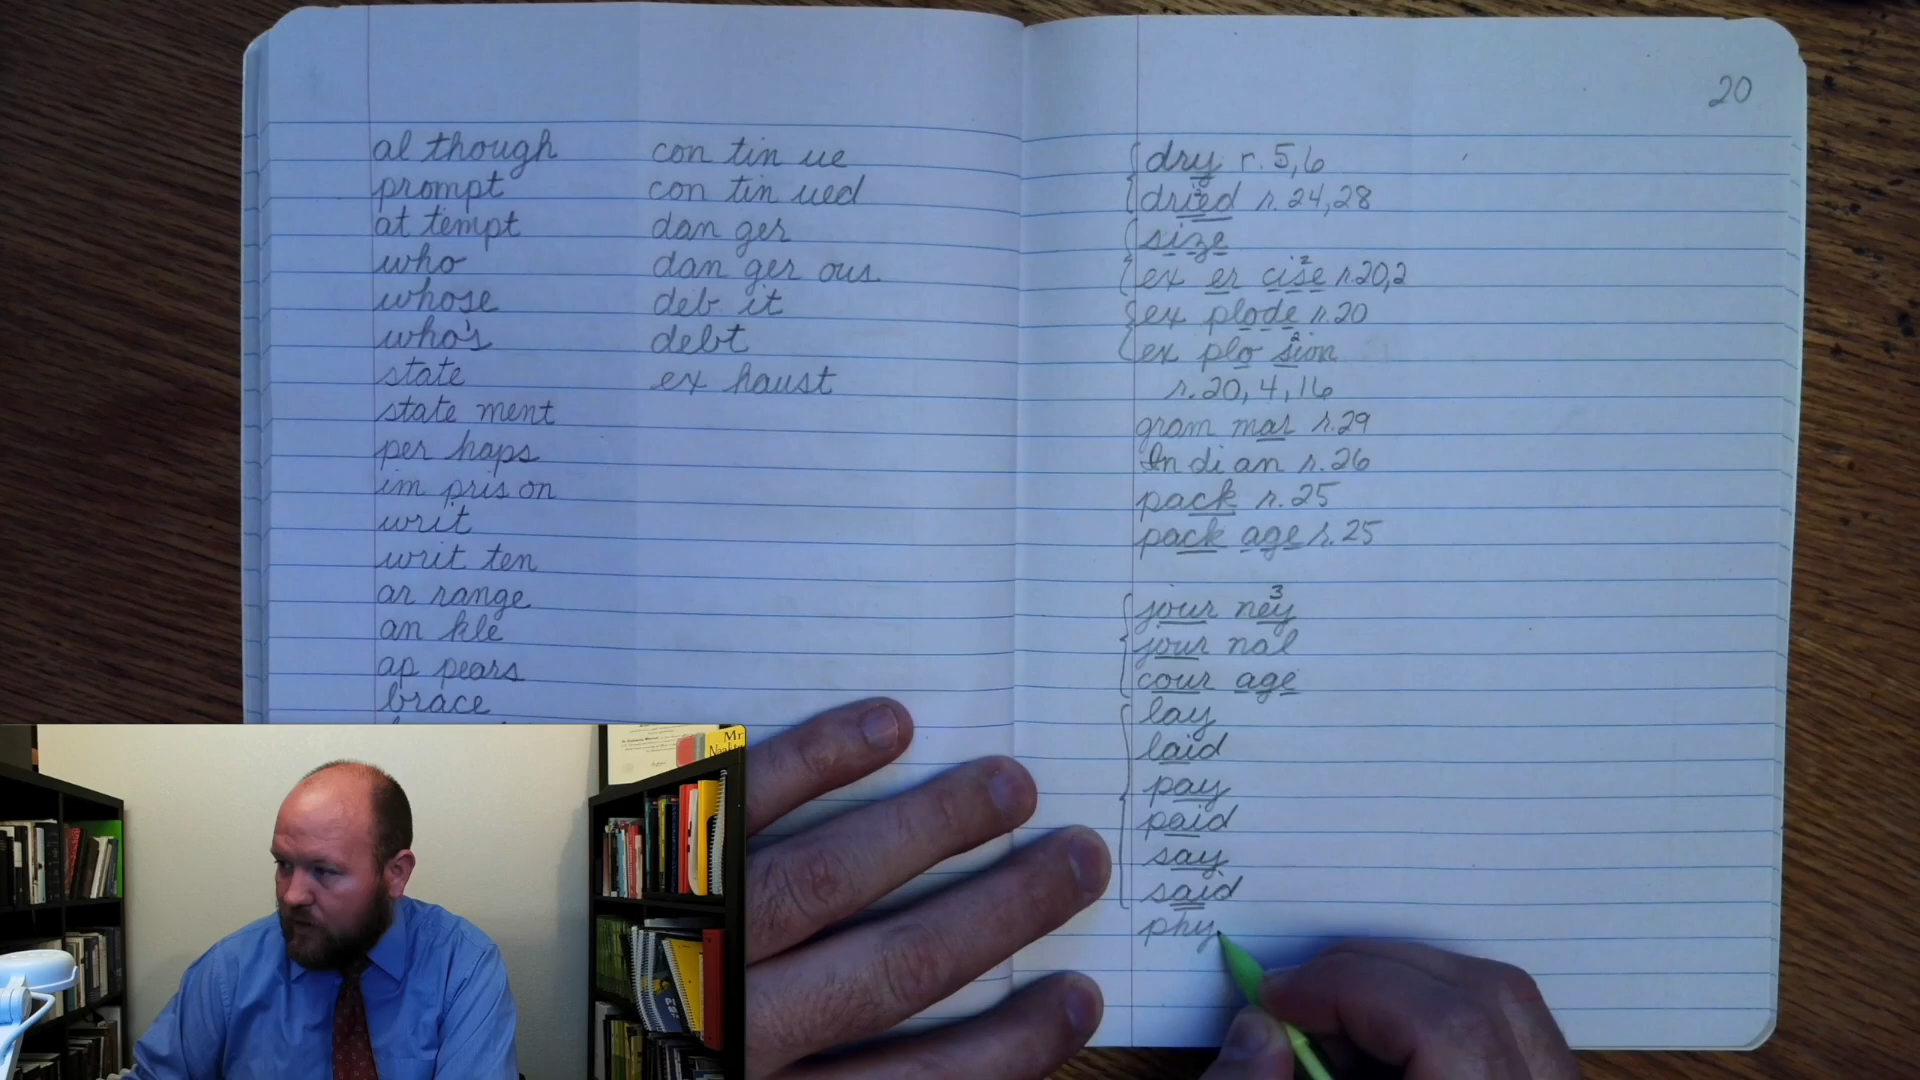 al though
prompt
at tempt
who
whose
who's
state
state ment
per haps
im pris on
writ
writ ten
ar range
an kle
ap pears
brace
con tin ue
con tin ued
dan ger
dan ger ous
deb it
debt
ex haust
20
dry r. 5,6
dried r. 24,28
size
ex er cise r.20,2
ex plode r.20
ex plo sion
r. 20, 4, 16
gram mar r.29
In di an r.26
pack r. 25
pack age r.25
jour ney
jour nal
cour age
lay
laid
pay
paid
say
said
phy
Mr.